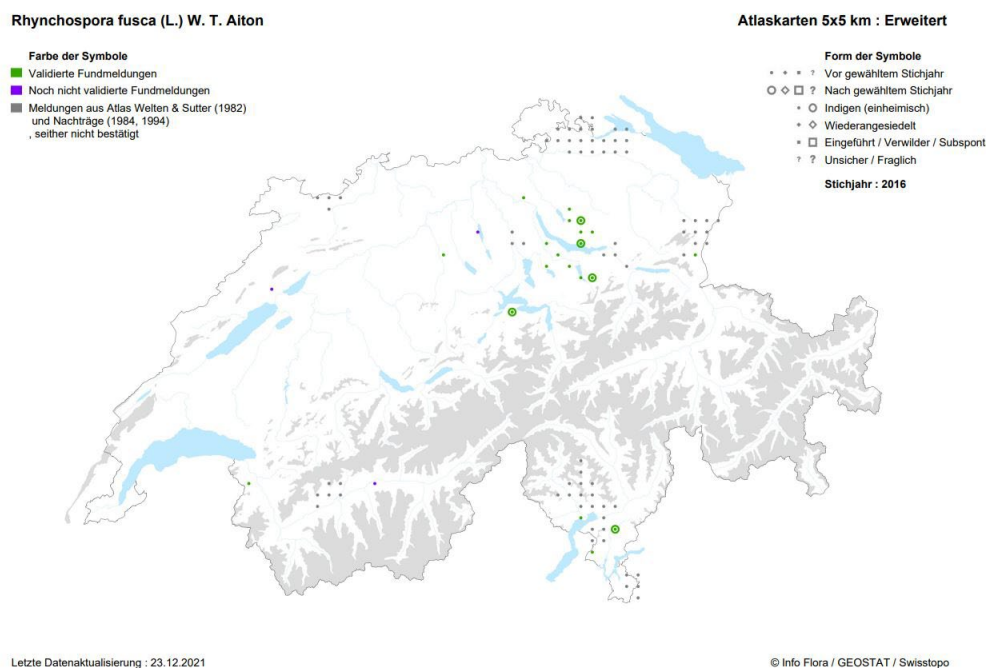 Rhynchospora fusca (L.) W. T. Aiton
Atlaskarten 5x5 km : Erweitert
Farbe der Symbole
Validierte Fundmeldungen
Noch nicht validierte Fundmeldungen
Meldungen aus Atlas Welten & Sutter (1982)
und Nachträge (1984, 1994)
, seither nicht bestätigt
Form der Symbole
? Vor gewähltem Stichjahr
? Nach gewähltem Stichjahr
Indigen (einheimisch)
Wiederangesiedelt
Eingeführt / Verwilder / Subspont
? ? Unsicher / Fraglich
Stichjahr : 2016
Letzte Datenaktualisierung : 23.12.2021
© Info Flora / GEOSTAT / Swisstopo